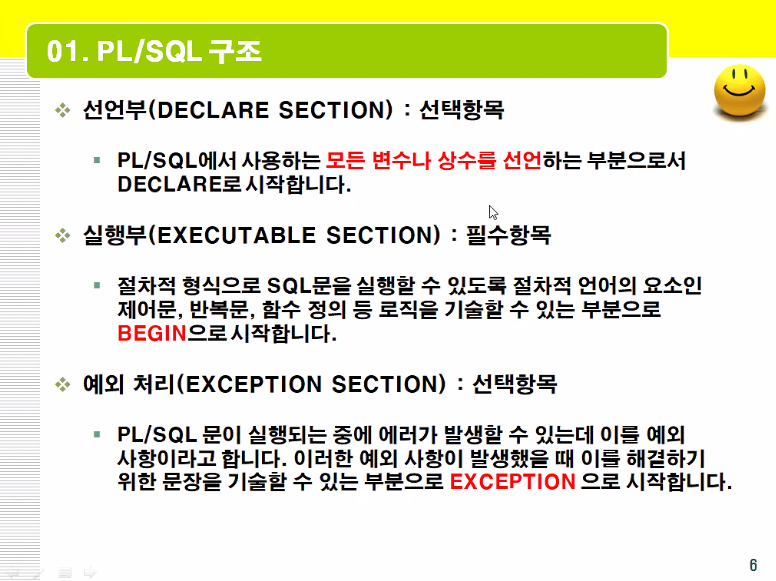 01. PL/SQL 구조
선언부(DECLARE SECTION) : 선택항목
PL/SQL에서 사용하는 모든 변수나 상수를 선언하는 부분으로서
DECLARE로 시작합니다.
실행부(EXECUTABLE SECTION) : 필수항목
절차적 형식으로 SQL문을 실행할 수 있도록 절차적 언어의 요소인
제어문, 반복문, 함수 정의 등 로직을 기술할 수 있는 부분으로
BEGIN으로 시작합니다.
예외 처리(EXCEPTION SECTION) : 선택항목
PL/SQL 문이 실행되는 중에 에러가 발생할 수 있는데 이를 예외
사항이라고 합니다. 이러한 예외 사항이 발생했을 때 이를 해결하기
위한 문장을 기술할 수 있는 부분으로 EXCEPTION 으로 시작합니다.
6